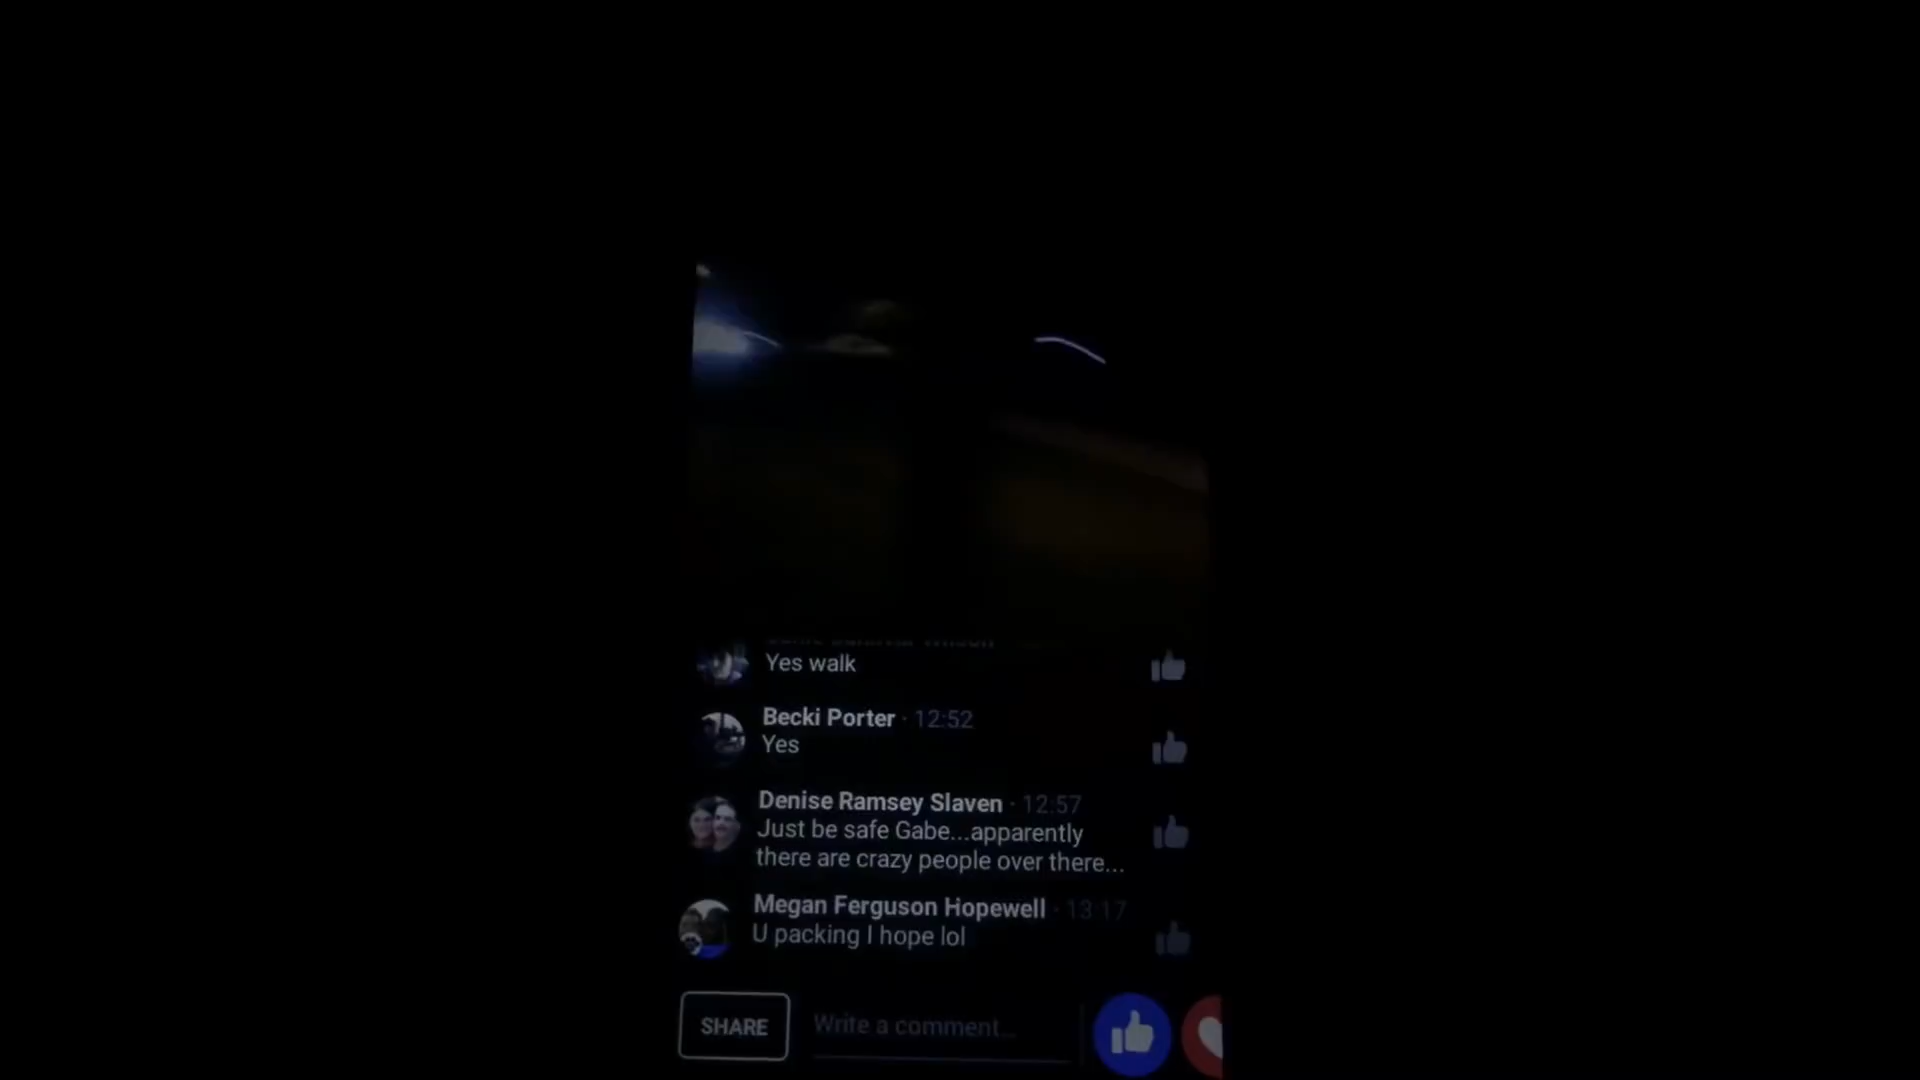 Yes walk
Becki Porter · 12:52
Yes
Denise Ramsey Slaven · 12:57
Just be safe Gabe...apparently
there are crazy people over there...
Megan Ferguson Hopewell · 13:17
U packing I hope lol
SHARE
Write a comment...